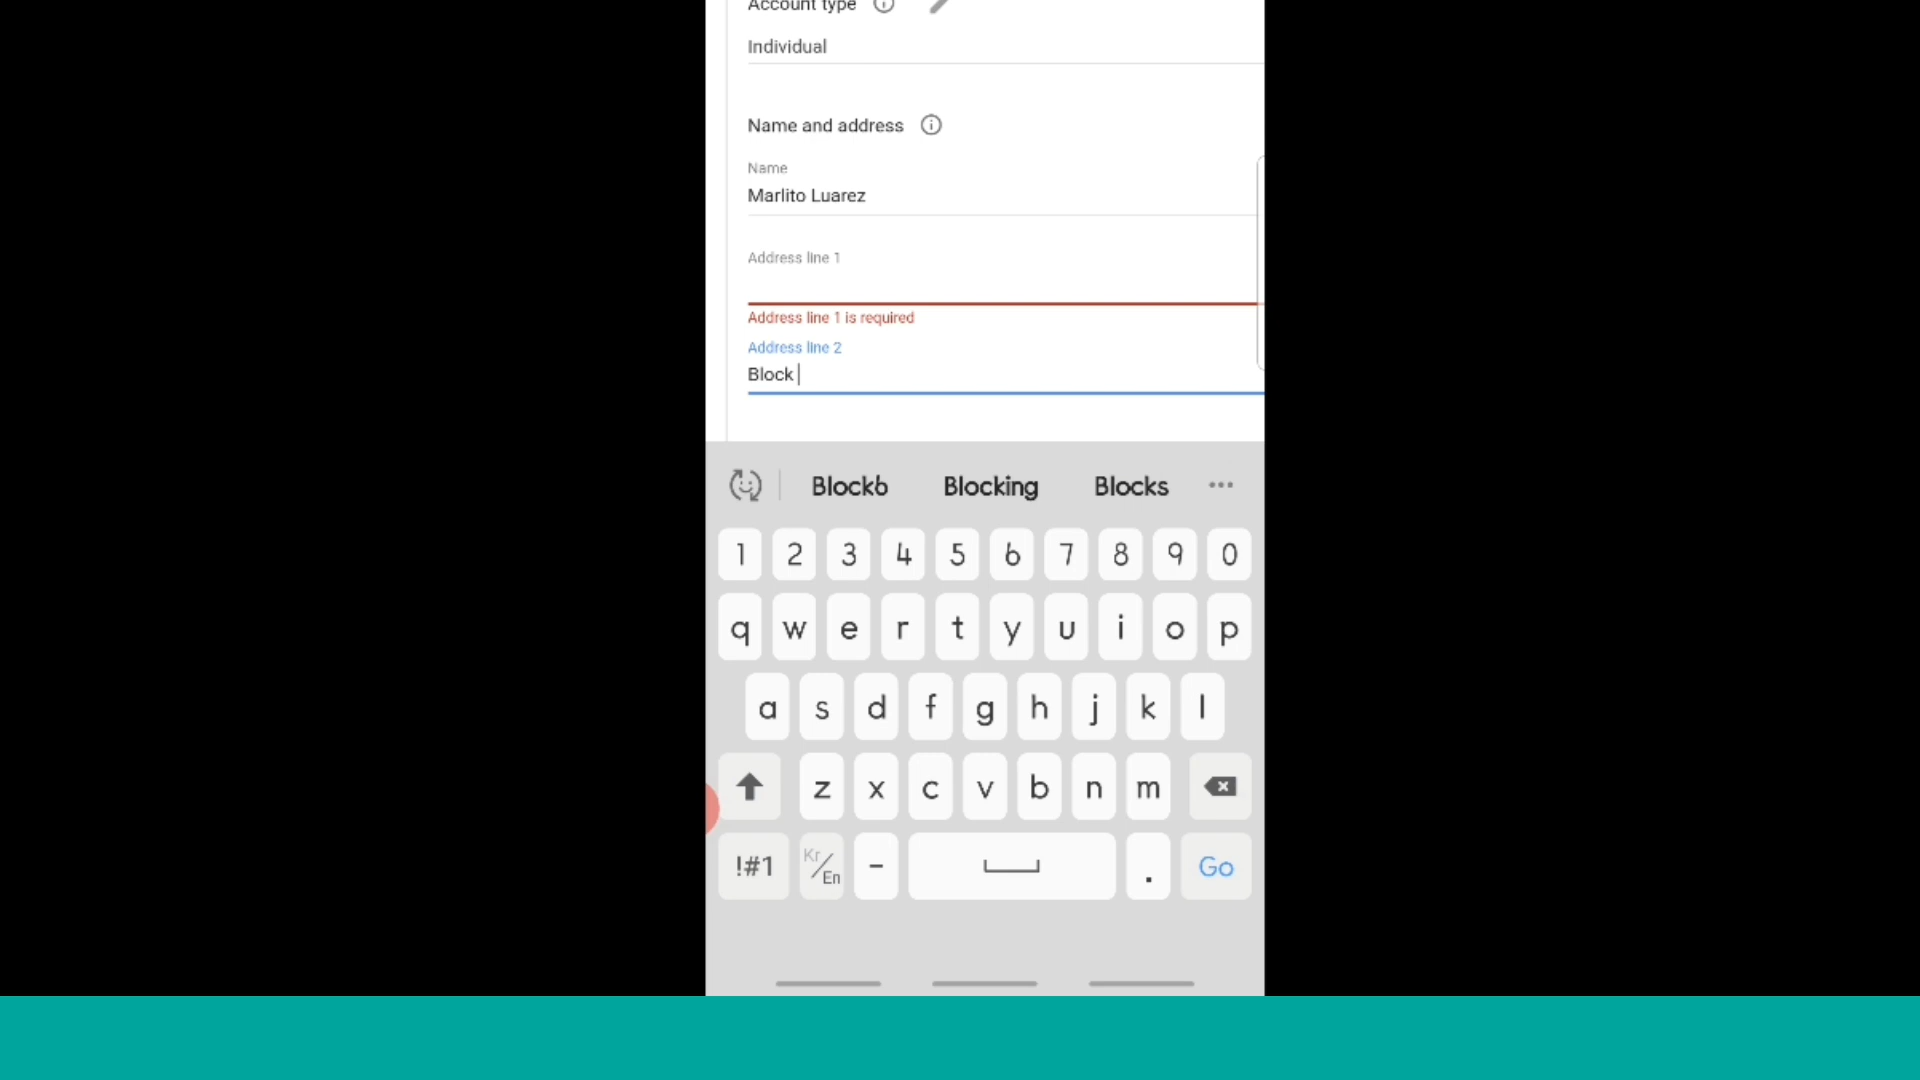 Account type
Individual
Name and address
Name
Marlito Luarez
Address line 1
Address line 1 is required
Address line 2
Block
Blockb Blocking Blocks
1 2 3 4 5 6 7 8 9 0
q w e r t y u i o p
a s d f g h j k l
z x c v b n m
!#1 Kr/En - . Go